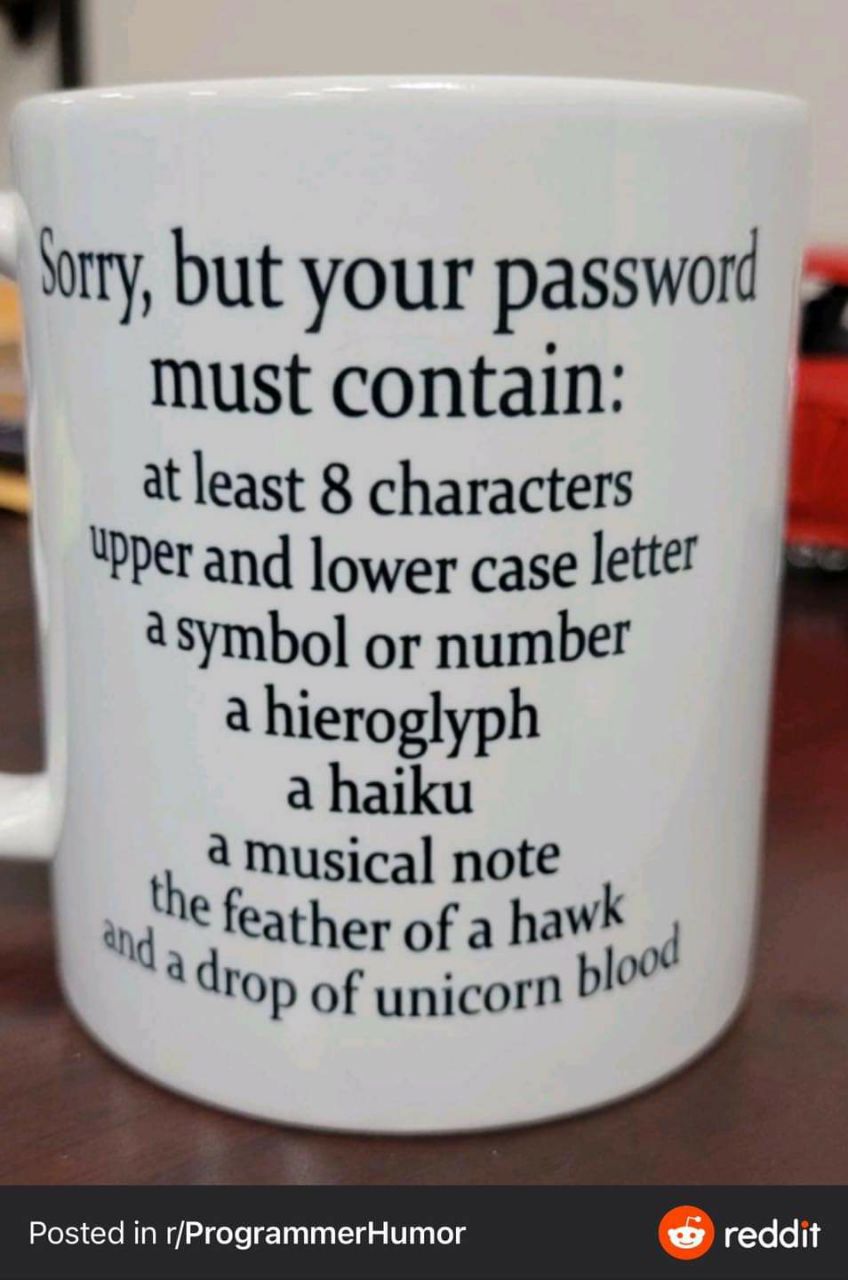 Sorry, but your password
must contain:
at least 8 characters
upper and lower case letter
a symbol or number
a hieroglyph
a haiku
a musical note
the feather of a hawk
and a drop of unicorn blood
Posted in r/ProgrammerHumor
reddit